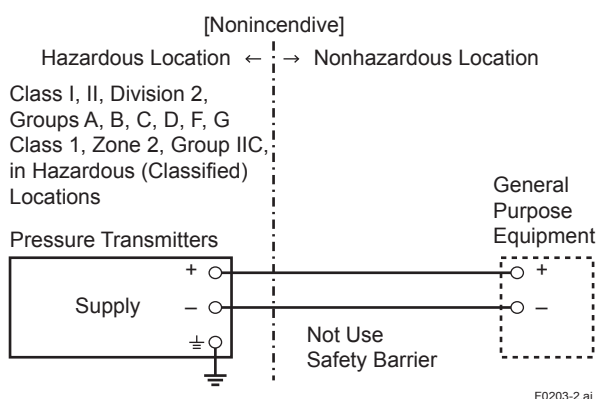 [Nonincendive]
Hazardous Location ← → Nonhazardous Location
Class I, II, Division 2,
Groups A, B, C, D, F, G
Class 1, Zone 2, Group IIC,
in Hazardous (Classified)
Locations
General
Purpose
Equipment
Pressure Transmitters
+ +
Supply – –
Not Use
Safety Barrier
F0203-2.ai